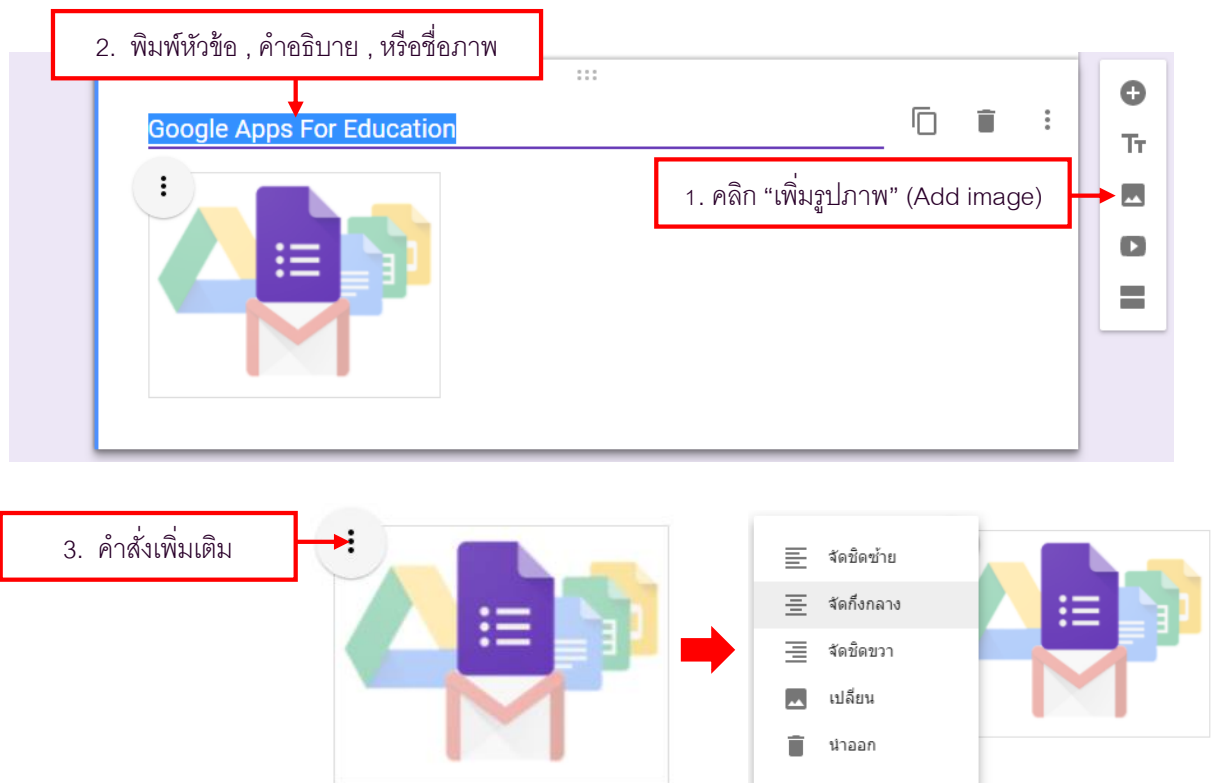 2. พิมพ์หัวข้อ , คำอธิบาย , หรือชื่อภาพ
Google Apps For Education
1. คลิก “เพิ่มรูปภาพ” (Add image)
3. คำสั่งเพิ่มเติม
จัดชิดซ้าย
จัดกึ่งกลาง
จัดชิดขวา
เปลี่ยน
นำออก